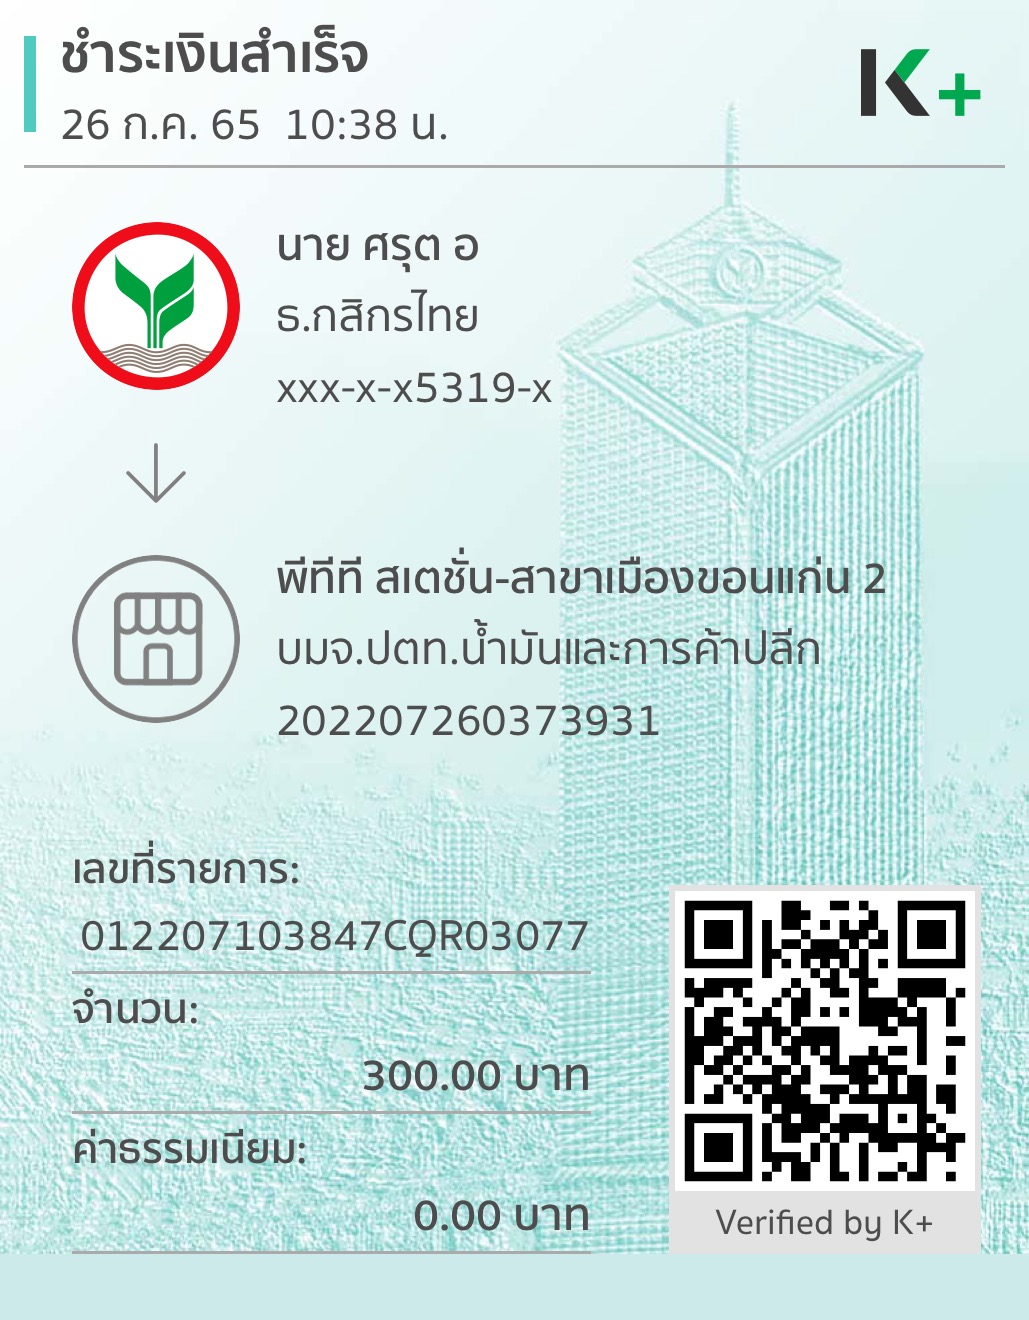 ชำระเงินสำเร็จ
26 ก.ค. 65 10:38 น.
K+
นาย ศรุต อ
ธ.กสิกรไทย
xxx-x-x5319-x
พีทีที สเตชั่น-สาขาเมืองขอนแก่น 2
บมจ.ปตท.น้ำมันและการค้าปลีก
202207260373931
เลขที่รายการ:
012207103847CQR03077
จำนวน:
300.00 บาท
ค่าธรรมเนียม:
0.00 บาท
Verified by K+